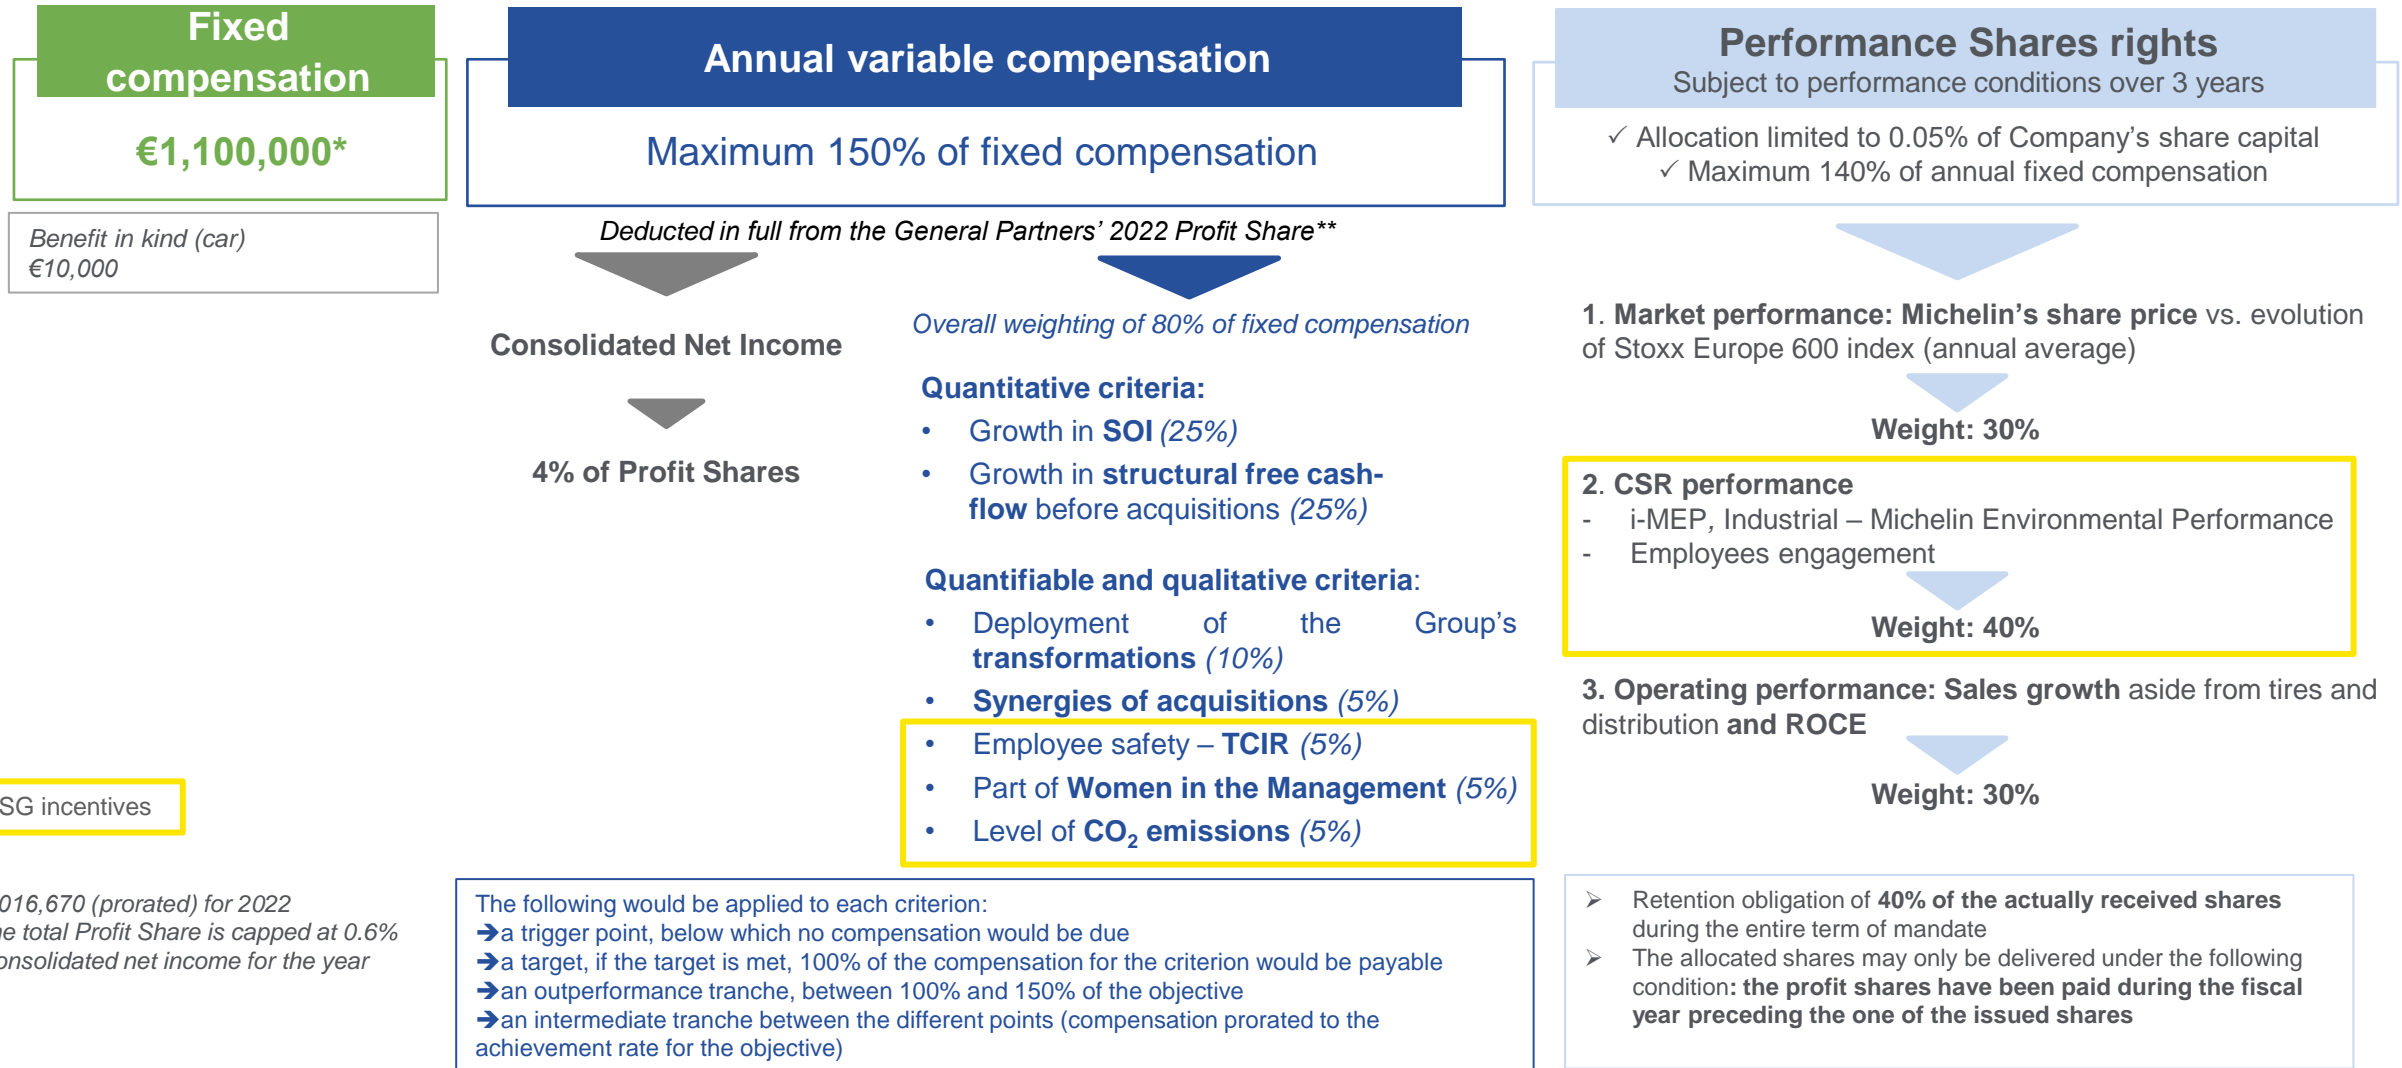 Fixed
compensation
€1,100,000*
Benefit in kind (car)
€10,000
Annual variable compensation
Maximum 150% of fixed compensation
Deducted in full from the General Partners' 2022 Profit Share**
Consolidated Net Income
4% of Profit Shares
Overall weighting of 80% of fixed compensation
Quantitative criteria:
• Growth in SOI (25%)
• Growth in structural free cash-
flow before acquisitions (25%)
Quantifiable and qualitative criteria:
• Deployment of the Group's
transformations (10%)
• Synergies of acquisitions (5%)
• Employee safety – TCIR (5%)
• Part of Women in the Management (5%)
• Level of CO₂ emissions (5%)
Performance Shares rights
Subject to performance conditions over 3 years
✓ Allocation limited to 0.05% of Company's share capital
✓ Maximum 140% of annual fixed compensation
1. Market performance: Michelin's share price vs. evolution
of Stoxx Europe 600 index (annual average)
Weight: 30%
2. CSR performance
- i-MEP, Industrial – Michelin Environmental Performance
- Employees engagement
Weight: 40%
3. Operating performance: Sales growth aside from tires and
distribution and ROCE
Weight: 30%
SG incentives
016,670 (prorated) for 2022
total Profit Share is capped at 0.6%
onsolidated net income for the year
The following would be applied to each criterion:
➔a trigger point, below which no compensation would be due
➔a target, if the target is met, 100% of the compensation for the criterion would be payable
➔an outperformance tranche, between 100% and 150% of the objective
➔an intermediate tranche between the different points (compensation prorated to the
achievement rate for the objective)
➢ Retention obligation of 40% of the actually received shares
during the entire term of mandate
➢ The allocated shares may only be delivered under the following
condition: the profit shares have been paid during the fiscal
year preceding the one of the issued shares